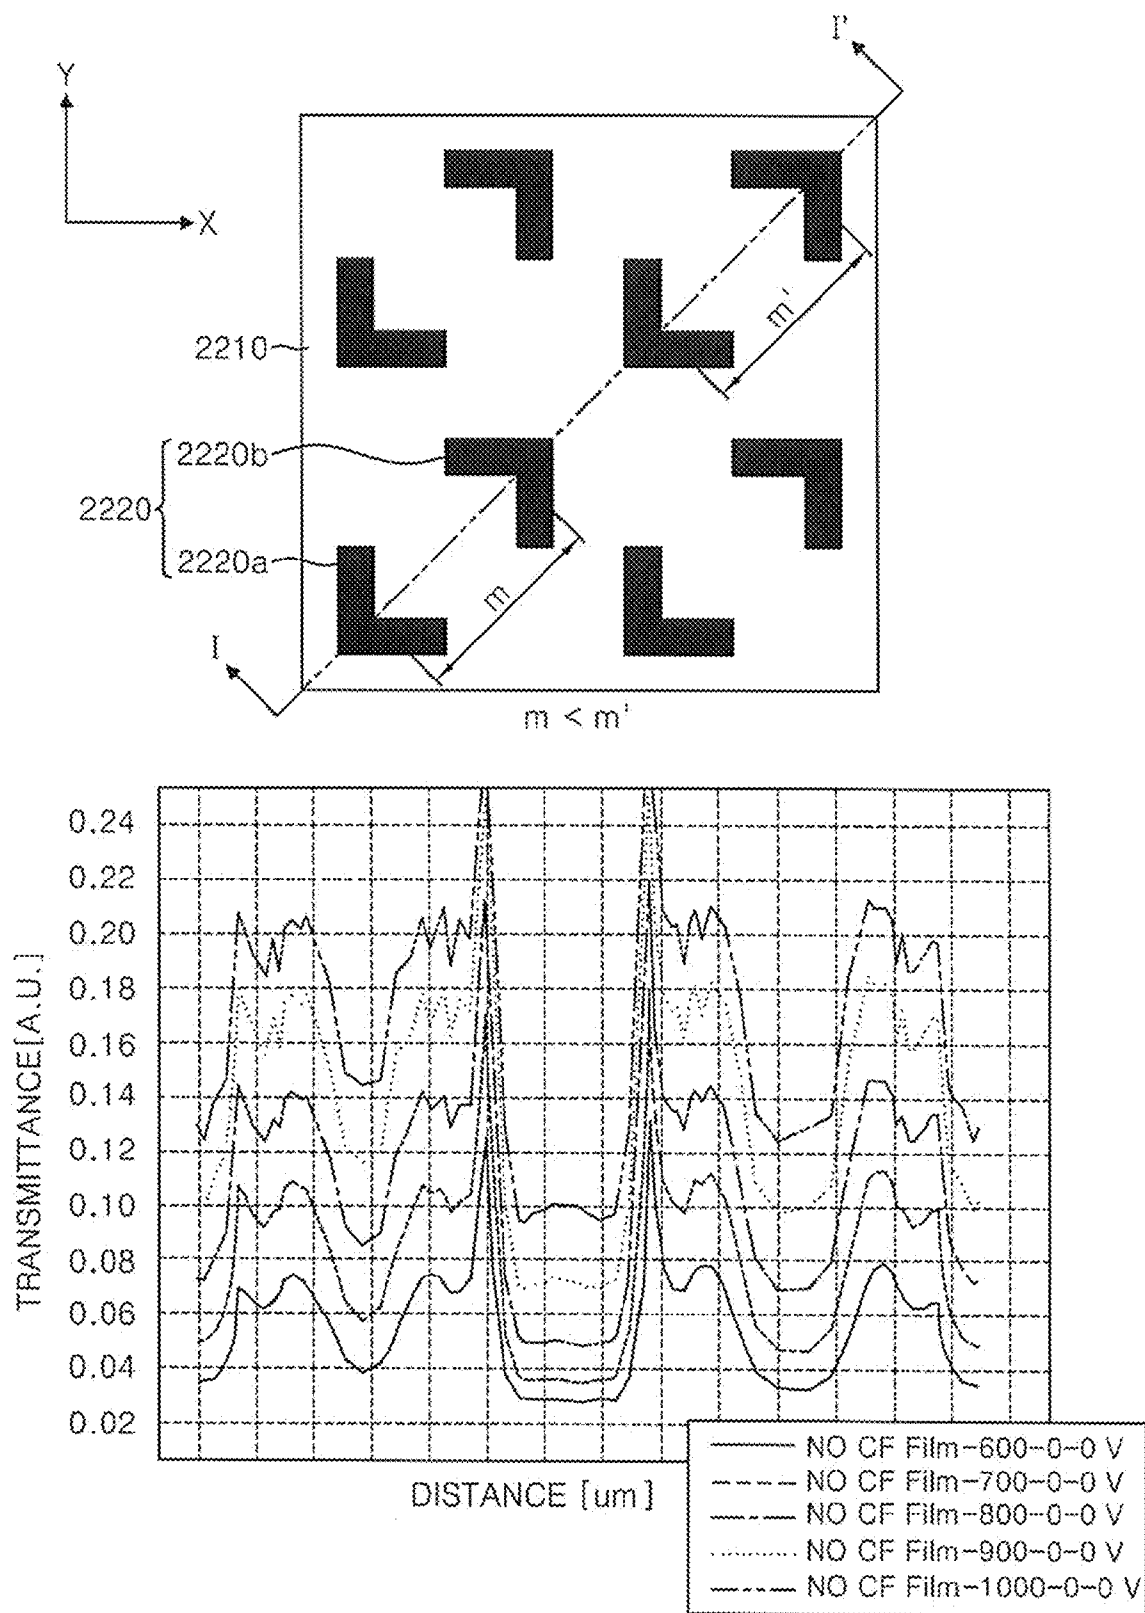 I'
Y
X
m'
2210
2220b
2220
2220a
m
I
m < m'
0.24
0.22
0.20
0.18
0.16
0.14
0.12
0.10
0.08
0.06
0.04
0.02
TRANSMITTANCE[A.U.]
DISTANCE [um]
NO CF Film-600-0-0 V
NO CF Film-700-0-0 V
NO CF Film-800-0-0 V
NO CF Film-900-0-0 V
NO CF Film-1000-0-0 V